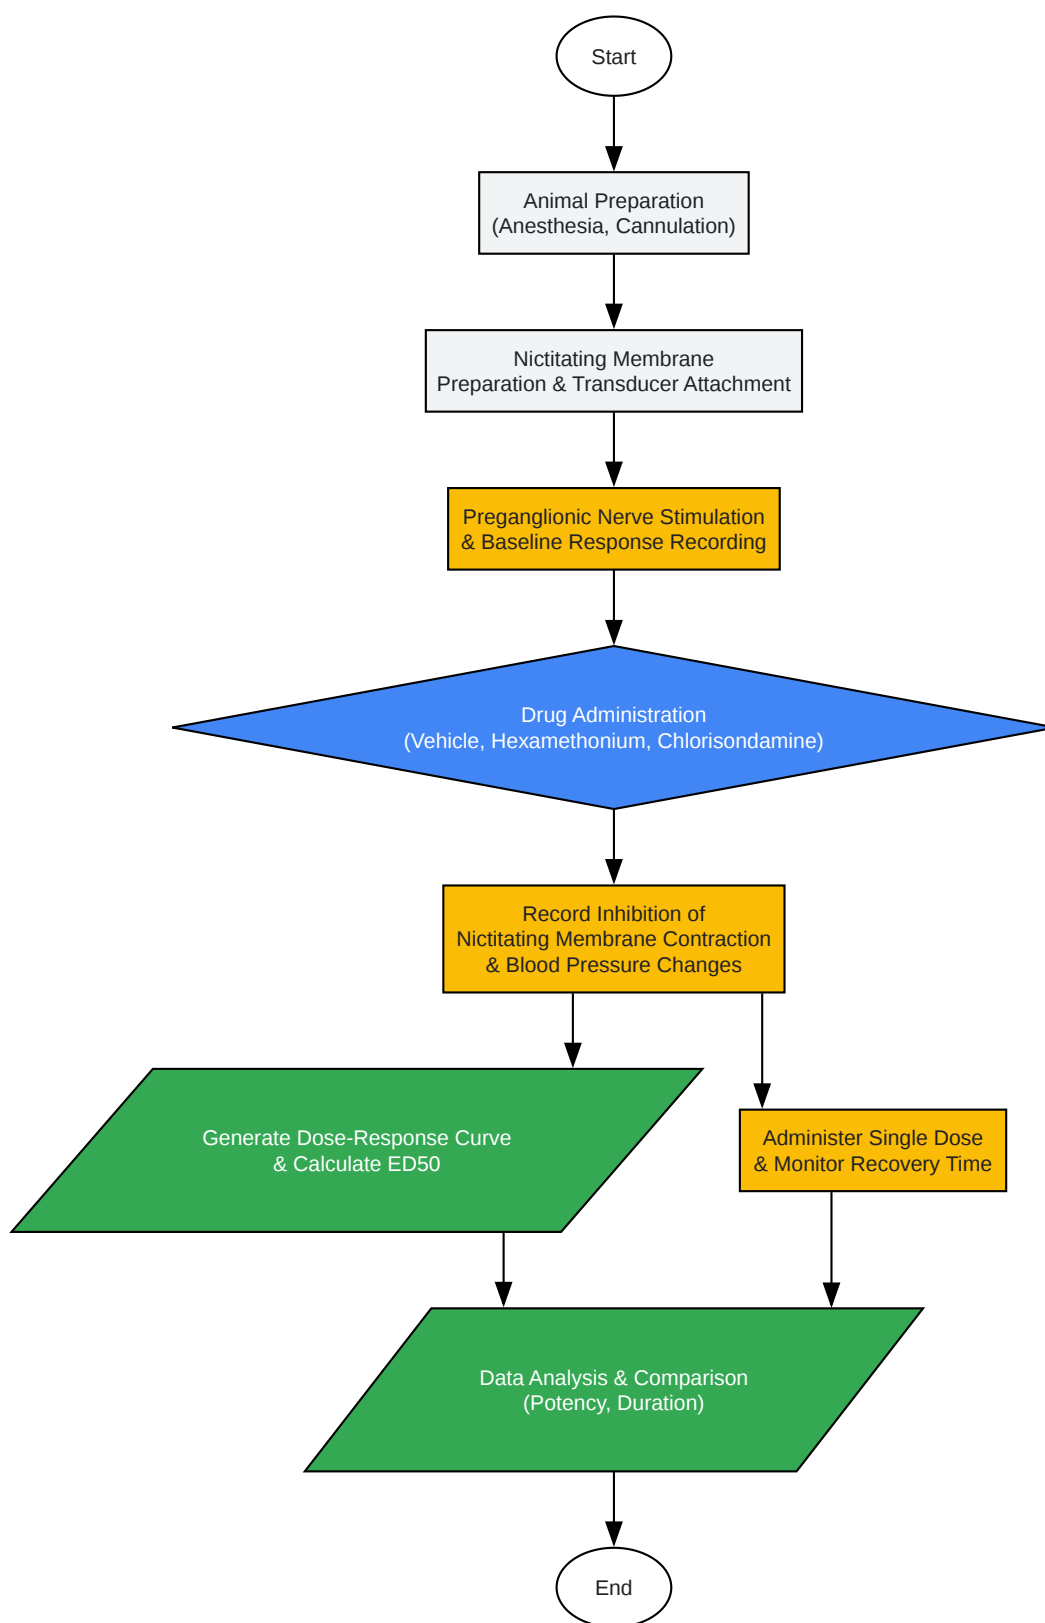 Start
Animal Preparation
(Anesthesia, Cannulation)
Nictitating Membrane
Preparation & Transducer Attachment
Preganglionic Nerve Stimulation
& Baseline Response Recording
Drug Administration
(Vehicle, Hexamethonium, Chlorisondamine)
Record Inhibition of
Nictitating Membrane Contraction
& Blood Pressure Changes
Generate Dose-Response Curve
& Calculate ED50
Administer Single Dose
& Monitor Recovery Time
Data Analysis & Comparison
(Potency, Duration)
End